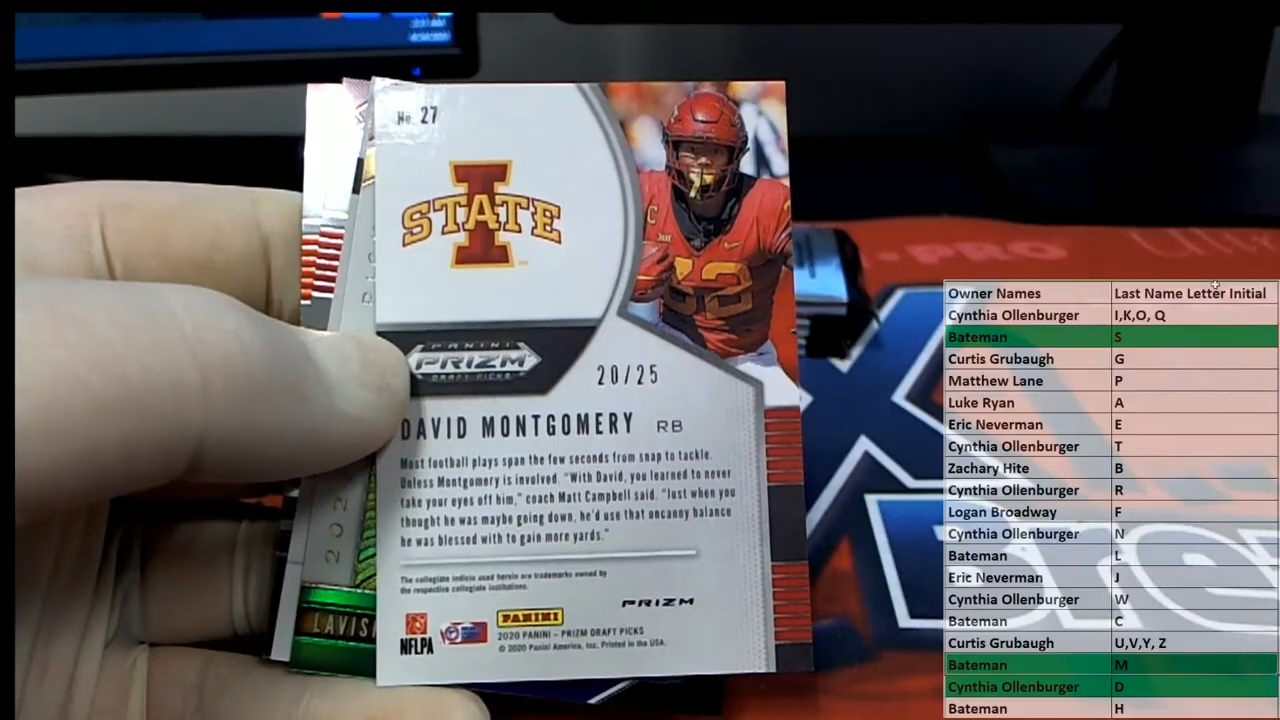 No. 27
STATE
PANINI
PRIZM
DRAFT PICKS
20/25
DAVID MONTGOMERY RB
Most football plays span the few seconds from snap to tackle.
Unless Montgomery is involved. "With David, you learned to never
take your eyes off him," coach Matt Campbell said. "Just when you
thought he was maybe going down, he'd use that uncanny balance
he was blessed with to gain more yards."
The collegiate indicia used herein are trademarks owned by
the respective collegiate institutions.
PRIZM
NFLPA
PANINI
2020 PANINI – PRIZM DRAFT PICKS
© 2020 Panini America, Inc. Printed in the USA.
202
LAVIS
PRO
Owner Names Last Name Letter Initial
Cynthia Ollenburger I,K,O, Q
Bateman S
Curtis Grubaugh G
Matthew Lane P
Luke Ryan A
Eric Neverman E
Cynthia Ollenburger T
Zachary Hite B
Cynthia Ollenburger R
Logan Broadway F
Cynthia Ollenburger N
Bateman L
Eric Neverman J
Cynthia Ollenburger W
Bateman C
Curtis Grubaugh U,V,Y, Z
Bateman M
Cynthia Ollenburger D
Bateman H